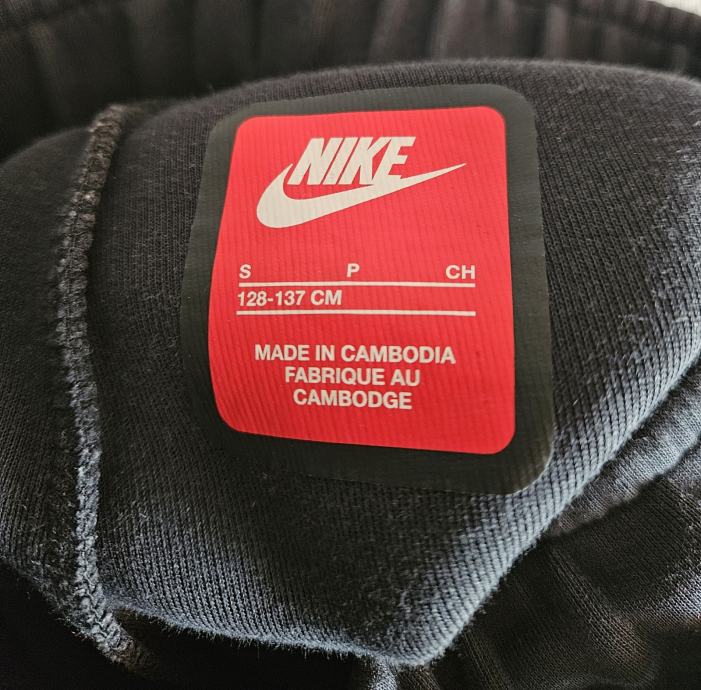 NIKE
S P CH
128-137 CM
MADE IN CAMBODIA
FABRIQUE AU
CAMBODGE